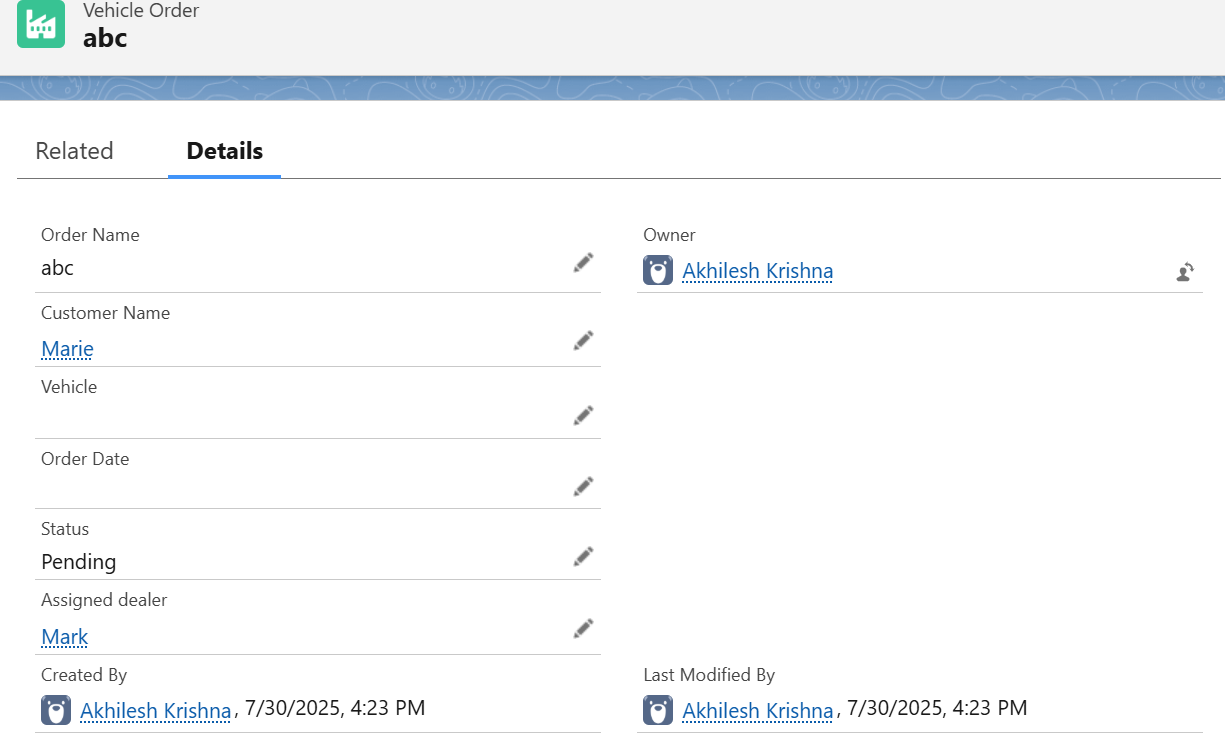 Vehicle Order
abc
Related
Details
Order Name
abc
Owner
Akhilesh Krishna
Customer Name
Marie
Vehicle
Order Date
Status
Pending
Assigned dealer
Mark
Created By
Akhilesh Krishna, 7/30/2025, 4:23 PM
Last Modified By
Akhilesh Krishna, 7/30/2025, 4:23 PM